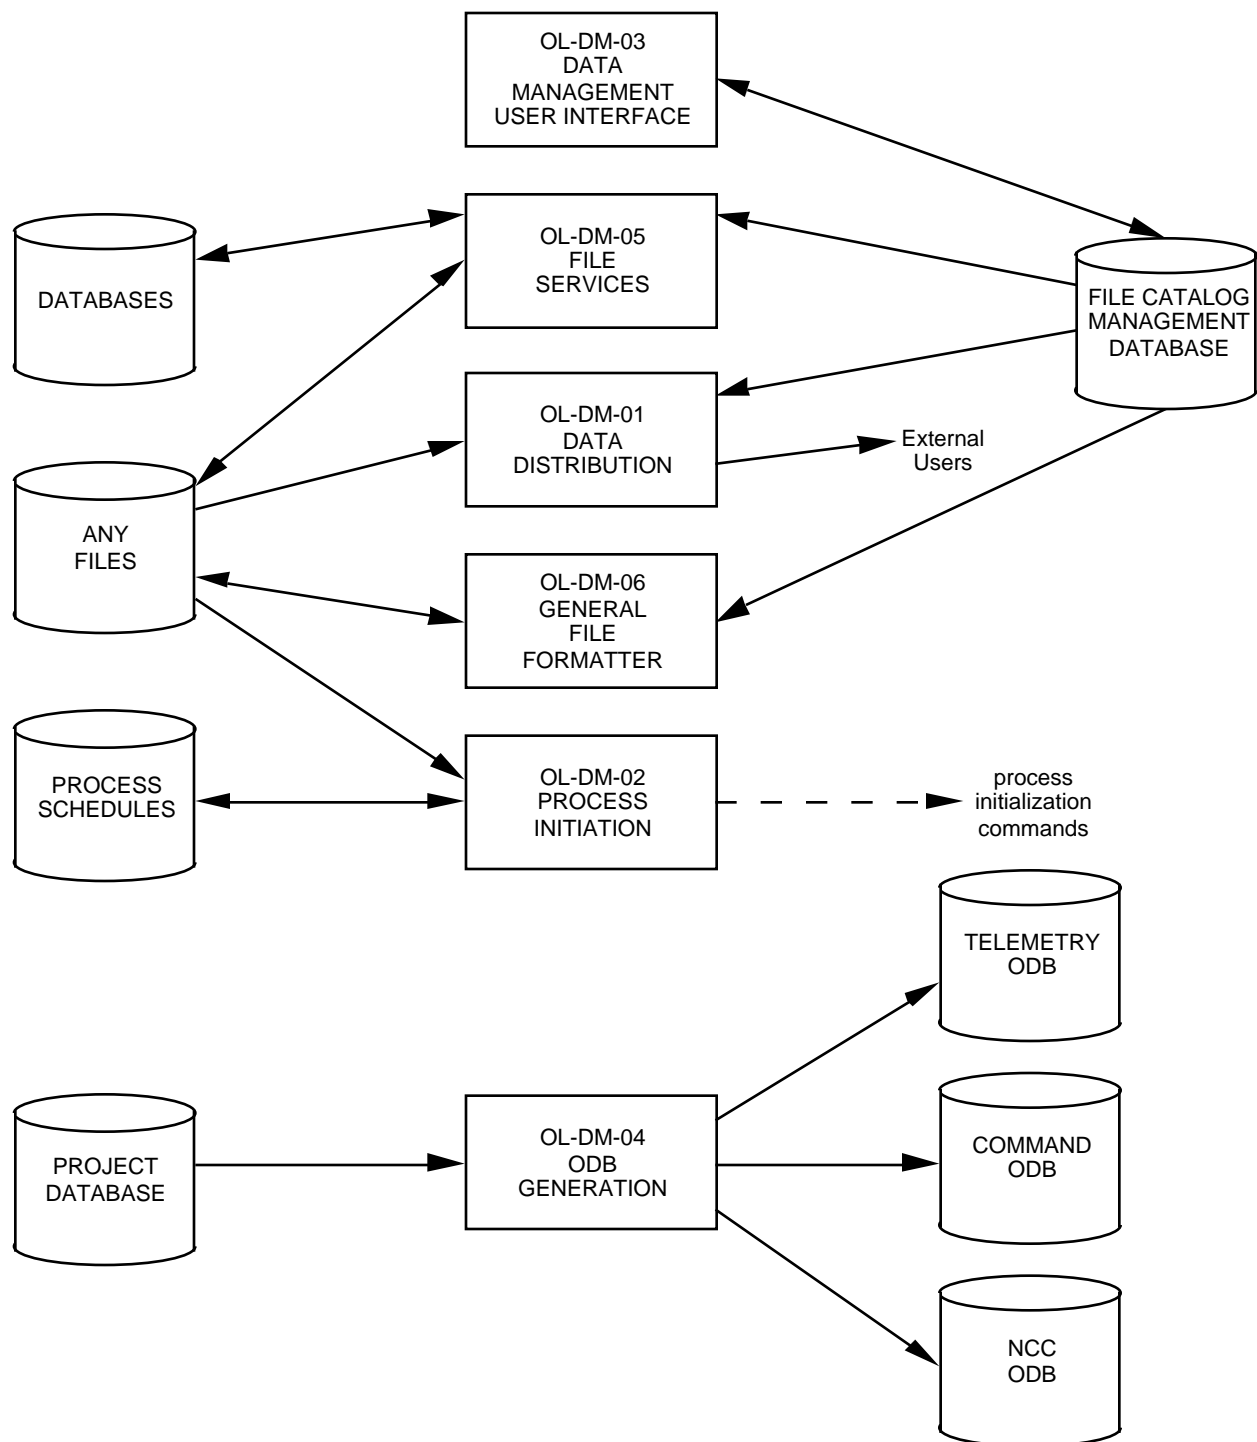 OL-DM-03
DATA
MANAGEMENT
USER INTERFACE
DATABASES
OL-DM-05
FILE
SERVICES
FILE CATALOG
MANAGEMENT
DATABASE
OL-DM-01
DATA
DISTRIBUTION
External
Users
ANY
FILES
OL-DM-06
GENERAL
FILE
FORMATTER
PROCESS
SCHEDULES
OL-DM-02
PROCESS
INITIATION
process
initialization
commands
TELEMETRY
ODB
PROJECT
DATABASE
OL-DM-04
ODB
GENERATION
COMMAND
ODB
NCC
ODB